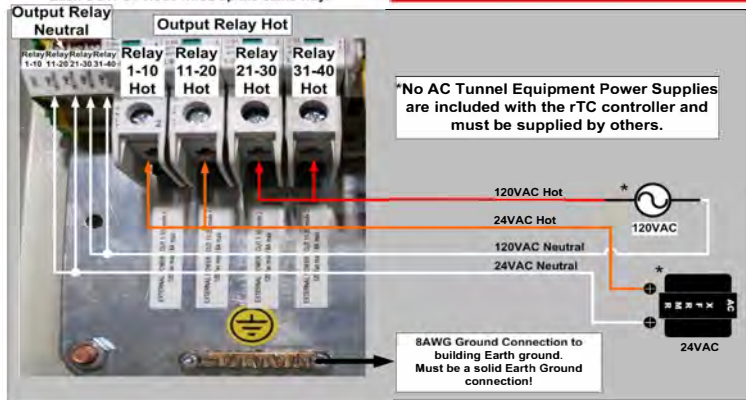 Output Relay
Neutral
Output Relay Hot
Relay Relay Relay Relay
1-10 11-20 21-30 31-40
Relay
1-10
Hot
Relay
11-20
Hot
Relay
21-30
Hot
Relay
31-40
Hot
*No AC Tunnel Equipment Power Supplies
are included with the rTC controller and
must be supplied by others.
120VAC Hot
*
24VAC Hot
120VAC
120VAC Neutral
24VAC Neutral
*
AC
XFRMR
24VAC
8AWG Ground Connection to
building Earth ground.
Must be a solid Earth Ground
connection!